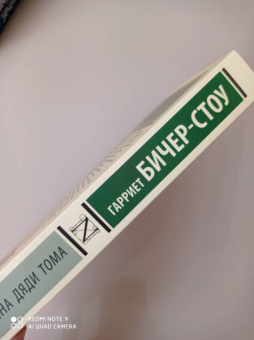 ГАРРИЕТ БИЧЕР-СТОУ
НА ДЯДИ ТОМА
REDMI NOTE 9
AI QUAD CAMERA